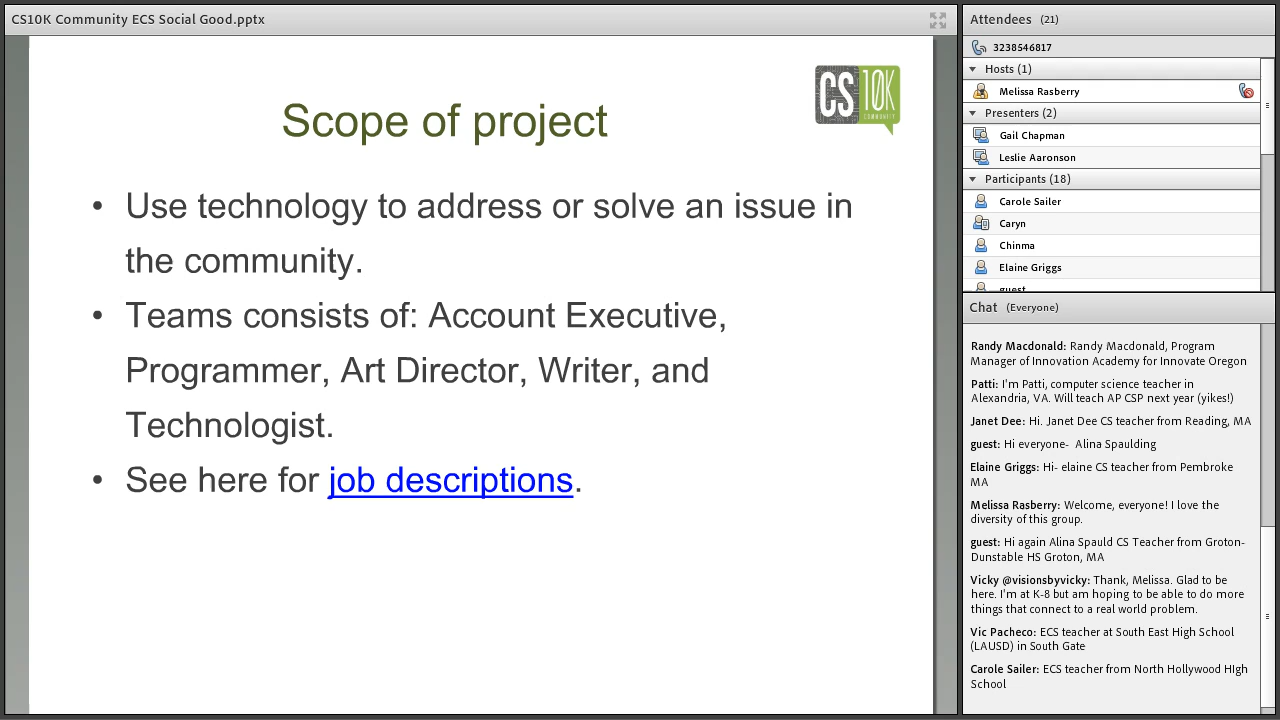 CS10K Community ECS Social Good.pptx
CS 10K
COMMUNITY
Scope of project
• Use technology to address or solve an issue in
the community.
• Teams consists of: Account Executive,
Programmer, Art Director, Writer, and
Technologist.
• See here for job descriptions.
Attendees (21)
3238546817
Hosts (1)
Melissa Rasberry
Presenters (2)
Gail Chapman
Leslie Aaronson
Participants (18)
Carole Sailer
Caryn
Chinma
Elaine Griggs
guest
Chat (Everyone)
Randy Macdonald: Randy Macdonald, Program
Manager of Innovation Academy for Innovate Oregon
Patti: I'm Patti, computer science teacher in
Alexandria, VA. Will teach AP CSP next year (yikes!)
Janet Dee: Hi. Janet Dee CS teacher from Reading, MA
guest: Hi everyone- Alina Spaulding
Elaine Griggs: Hi- elaine CS teacher from Pembroke
MA
Melissa Rasberry: Welcome, everyone! I love the
diversity of this group.
guest: Hi again Alina Spauld CS Teacher from Groton-
Dunstable HS Groton, MA
Vicky @visionsbyvicky: Thank, Melissa. Glad to be
here. I'm at K-8 but am hoping to be able to do more
things that connect to a real world problem.
Vic Pacheco: ECS teacher at South East High School
(LAUSD) in South Gate
Carole Sailer: ECS teacher from North Hollywood HIgh
School